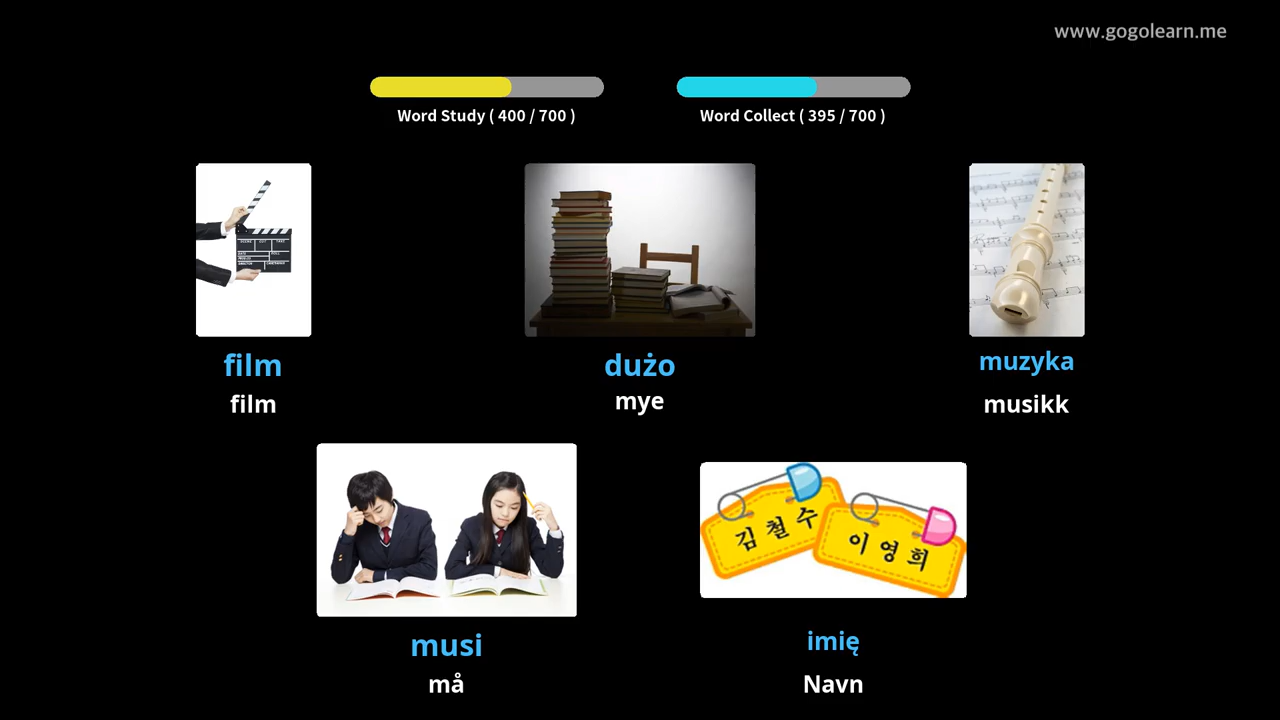 www.gogolearn.me
Word Study ( 400 / 700 )
Word Collect ( 395 / 700 )
film
film
dużo
mye
muzyka
musikk
musi
må
김철수
이영희
imię
Navn